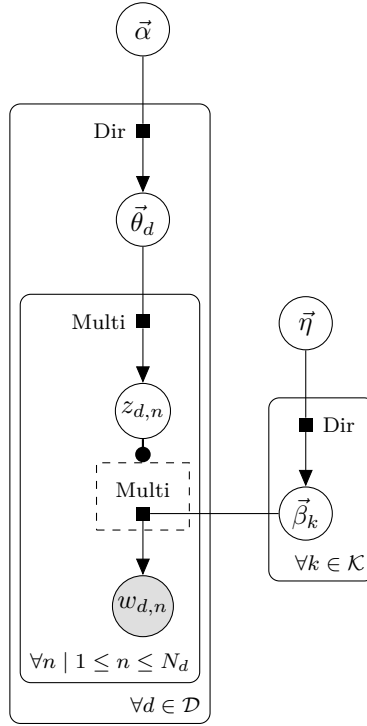 α⃗
Dir
θ⃗_d
Multi
η⃗
z_{d,n}
Dir
Multi
β⃗_k
∀k ∈ 𝒦
w_{d,n}
∀n | 1 ≤ n ≤ N_d
∀d ∈ 𝒟